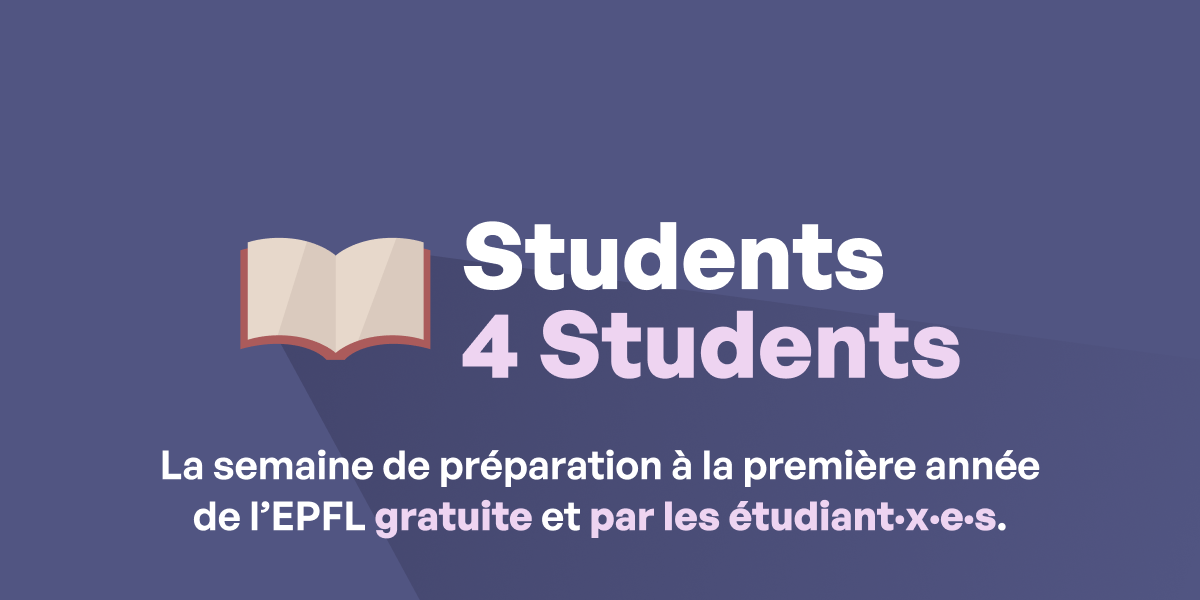 Students
4 Students
La semaine de préparation à la première année
de l’EPFL gratuite et par les étudiant·x·e·s.